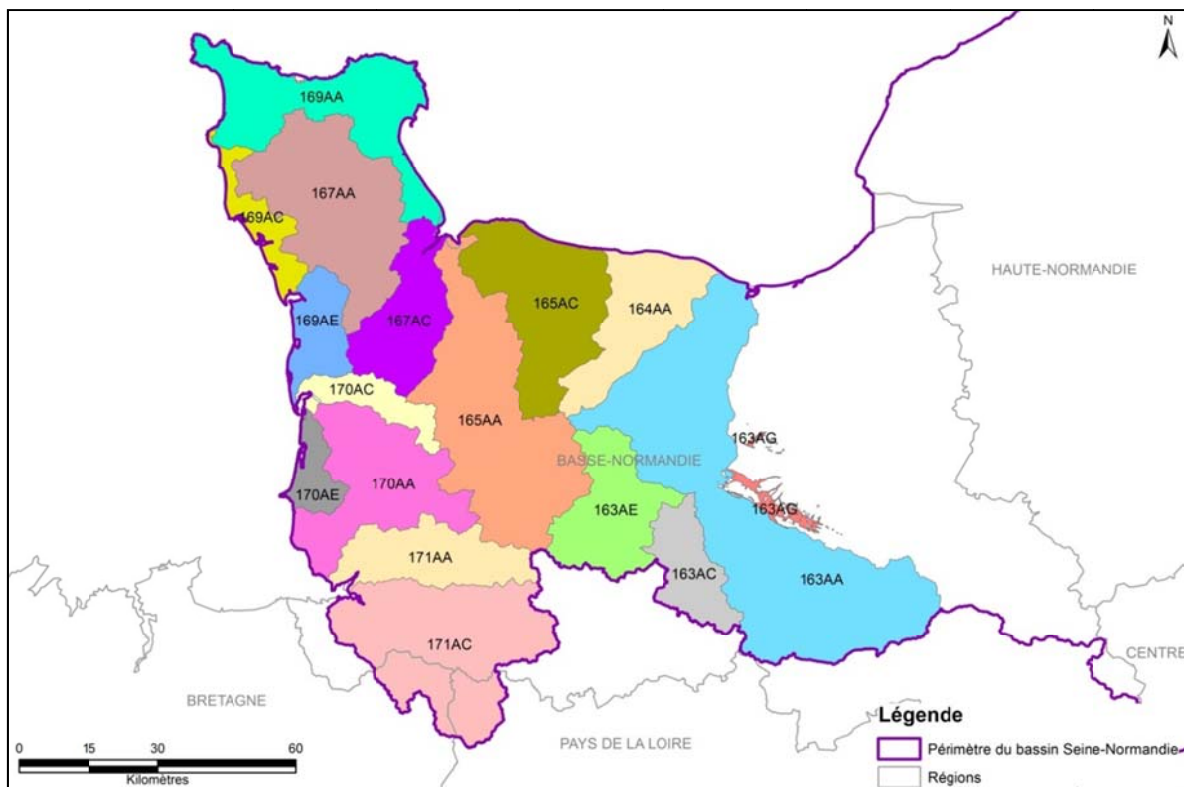 N
169AA
167AA
169AC
HAUTE-NORMANDIE
165AC
164AA
169AE
167AC
170AC
165AA
163AG
BASSE-NORMANDIE
170AA
170AE
163AE
163AG
171AA
163AC
163AA
171AC
CENTRE
BRETAGNE
PAYS DE LA LOIRE
Légende
Périmètre du bassin Seine-Normandie
Régions
0 15 30 60
Kilomètres